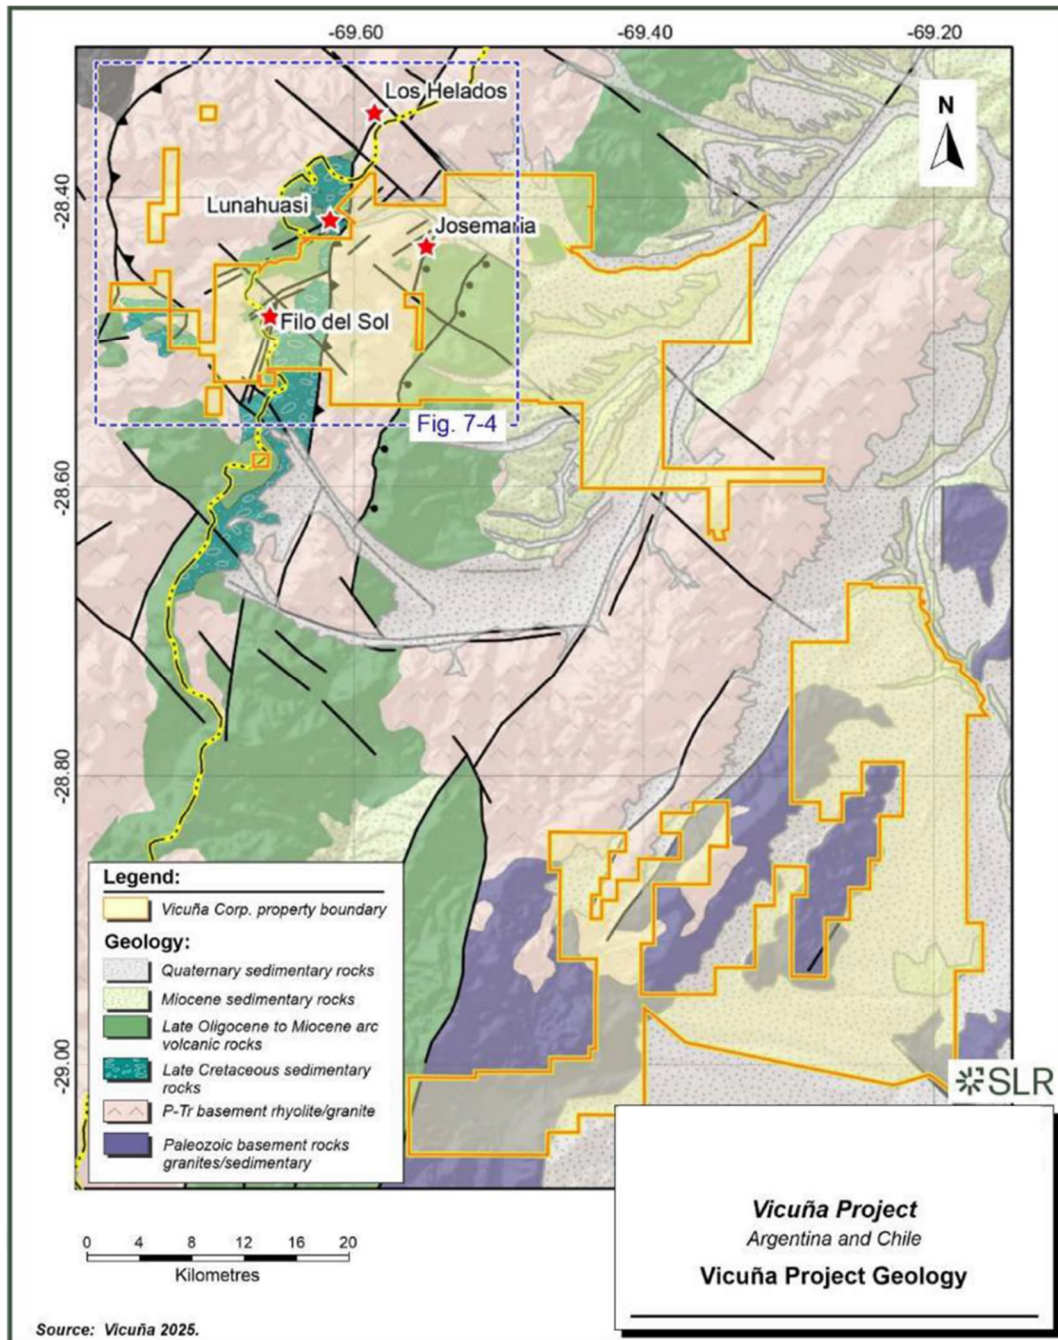 -69.60
-69.40
-69.20
N
-28.40
-28.60
-28.80
-29.00
Los Helados
Lunahuasi
Josemaria
Filo del Sol
Fig. 7-4
Legend:
Vicuña Corp. property boundary
Geology:
Quaternary sedimentary rocks
Miocene sedimentary rocks
Late Oligocene to Miocene arc
volcanic rocks
Late Cretaceous sedimentary
rocks
P-Tr basement rhyolite/granite
Paleozoic basement rocks
granites/sedimentary
SLR
0 4 8 12 16 20
Kilometres
Vicuña Project
Argentina and Chile
Vicuña Project Geology
Source: Vicuña 2025.